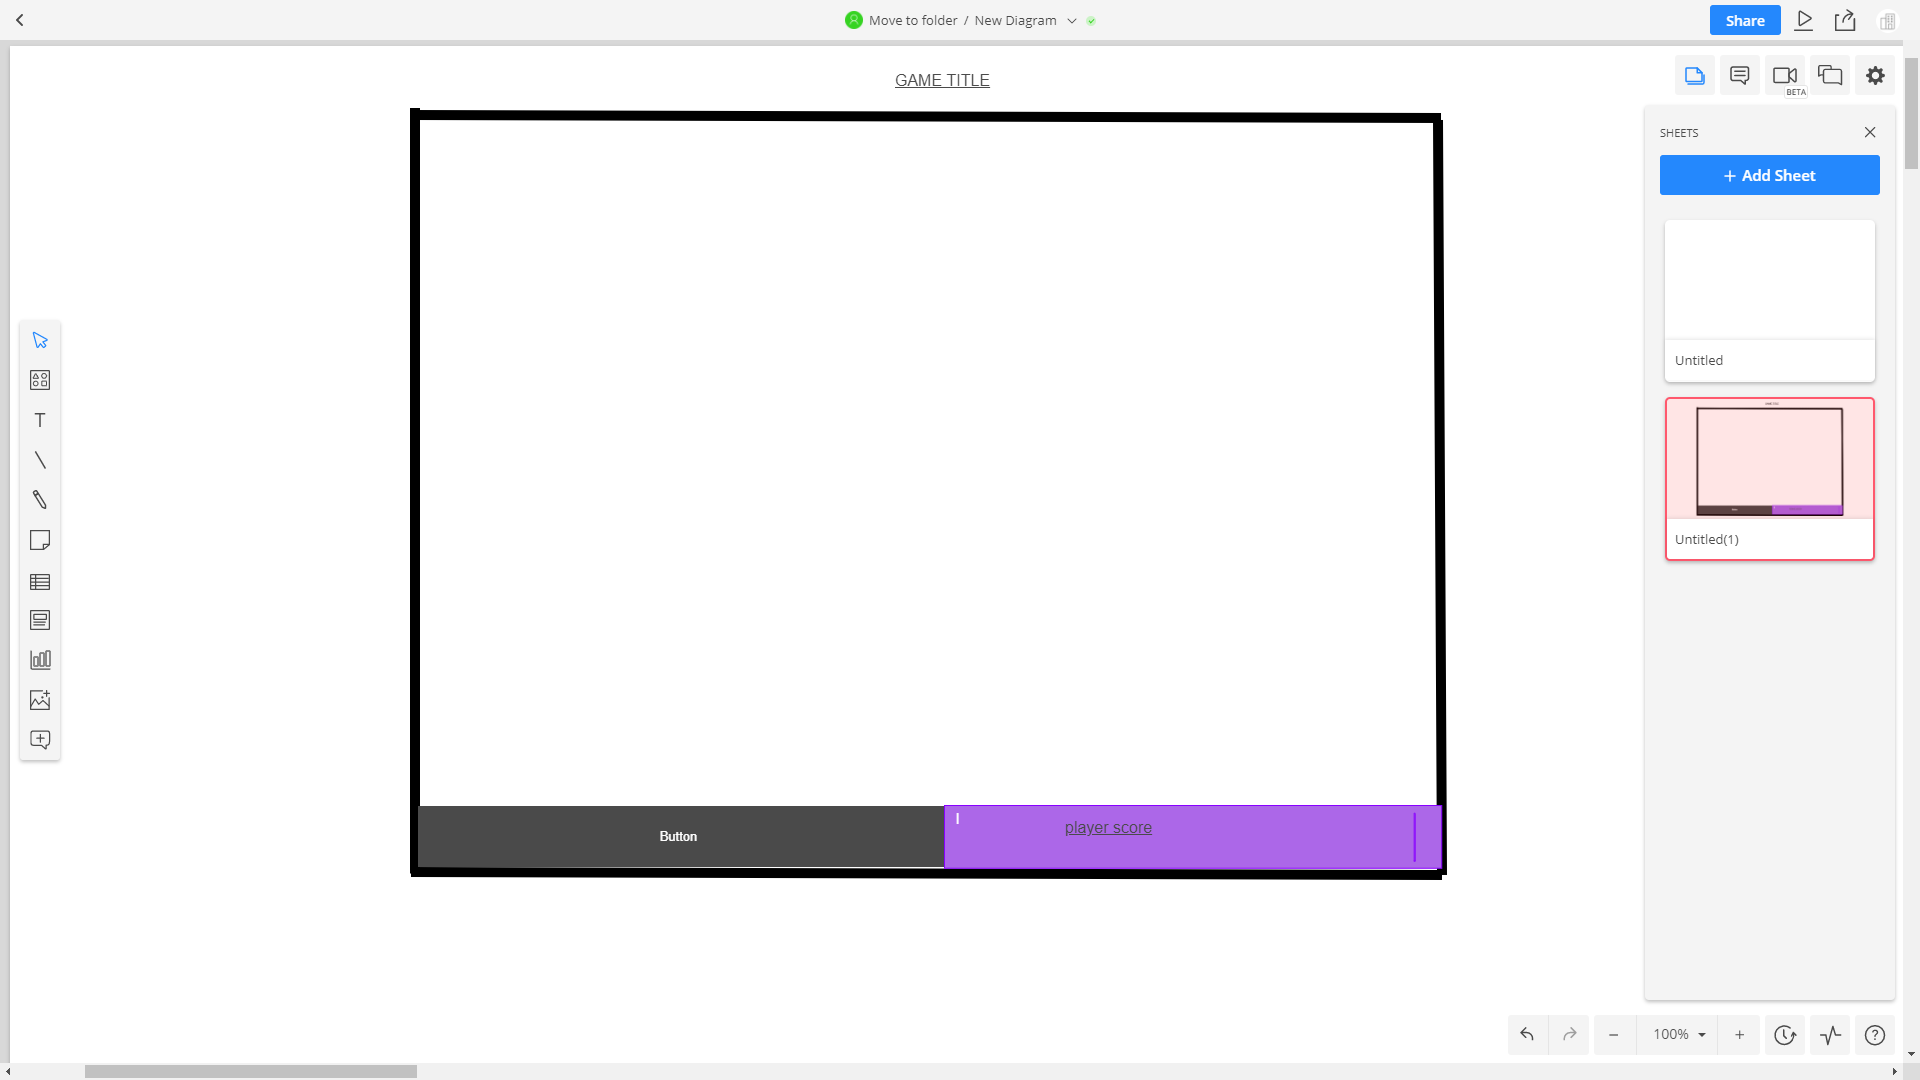 Move to folder / New Diagram
Share
GAME TITLE
BETA
SHEETS
+ Add Sheet
Untitled
Untitled(1)
Button
player score
100%